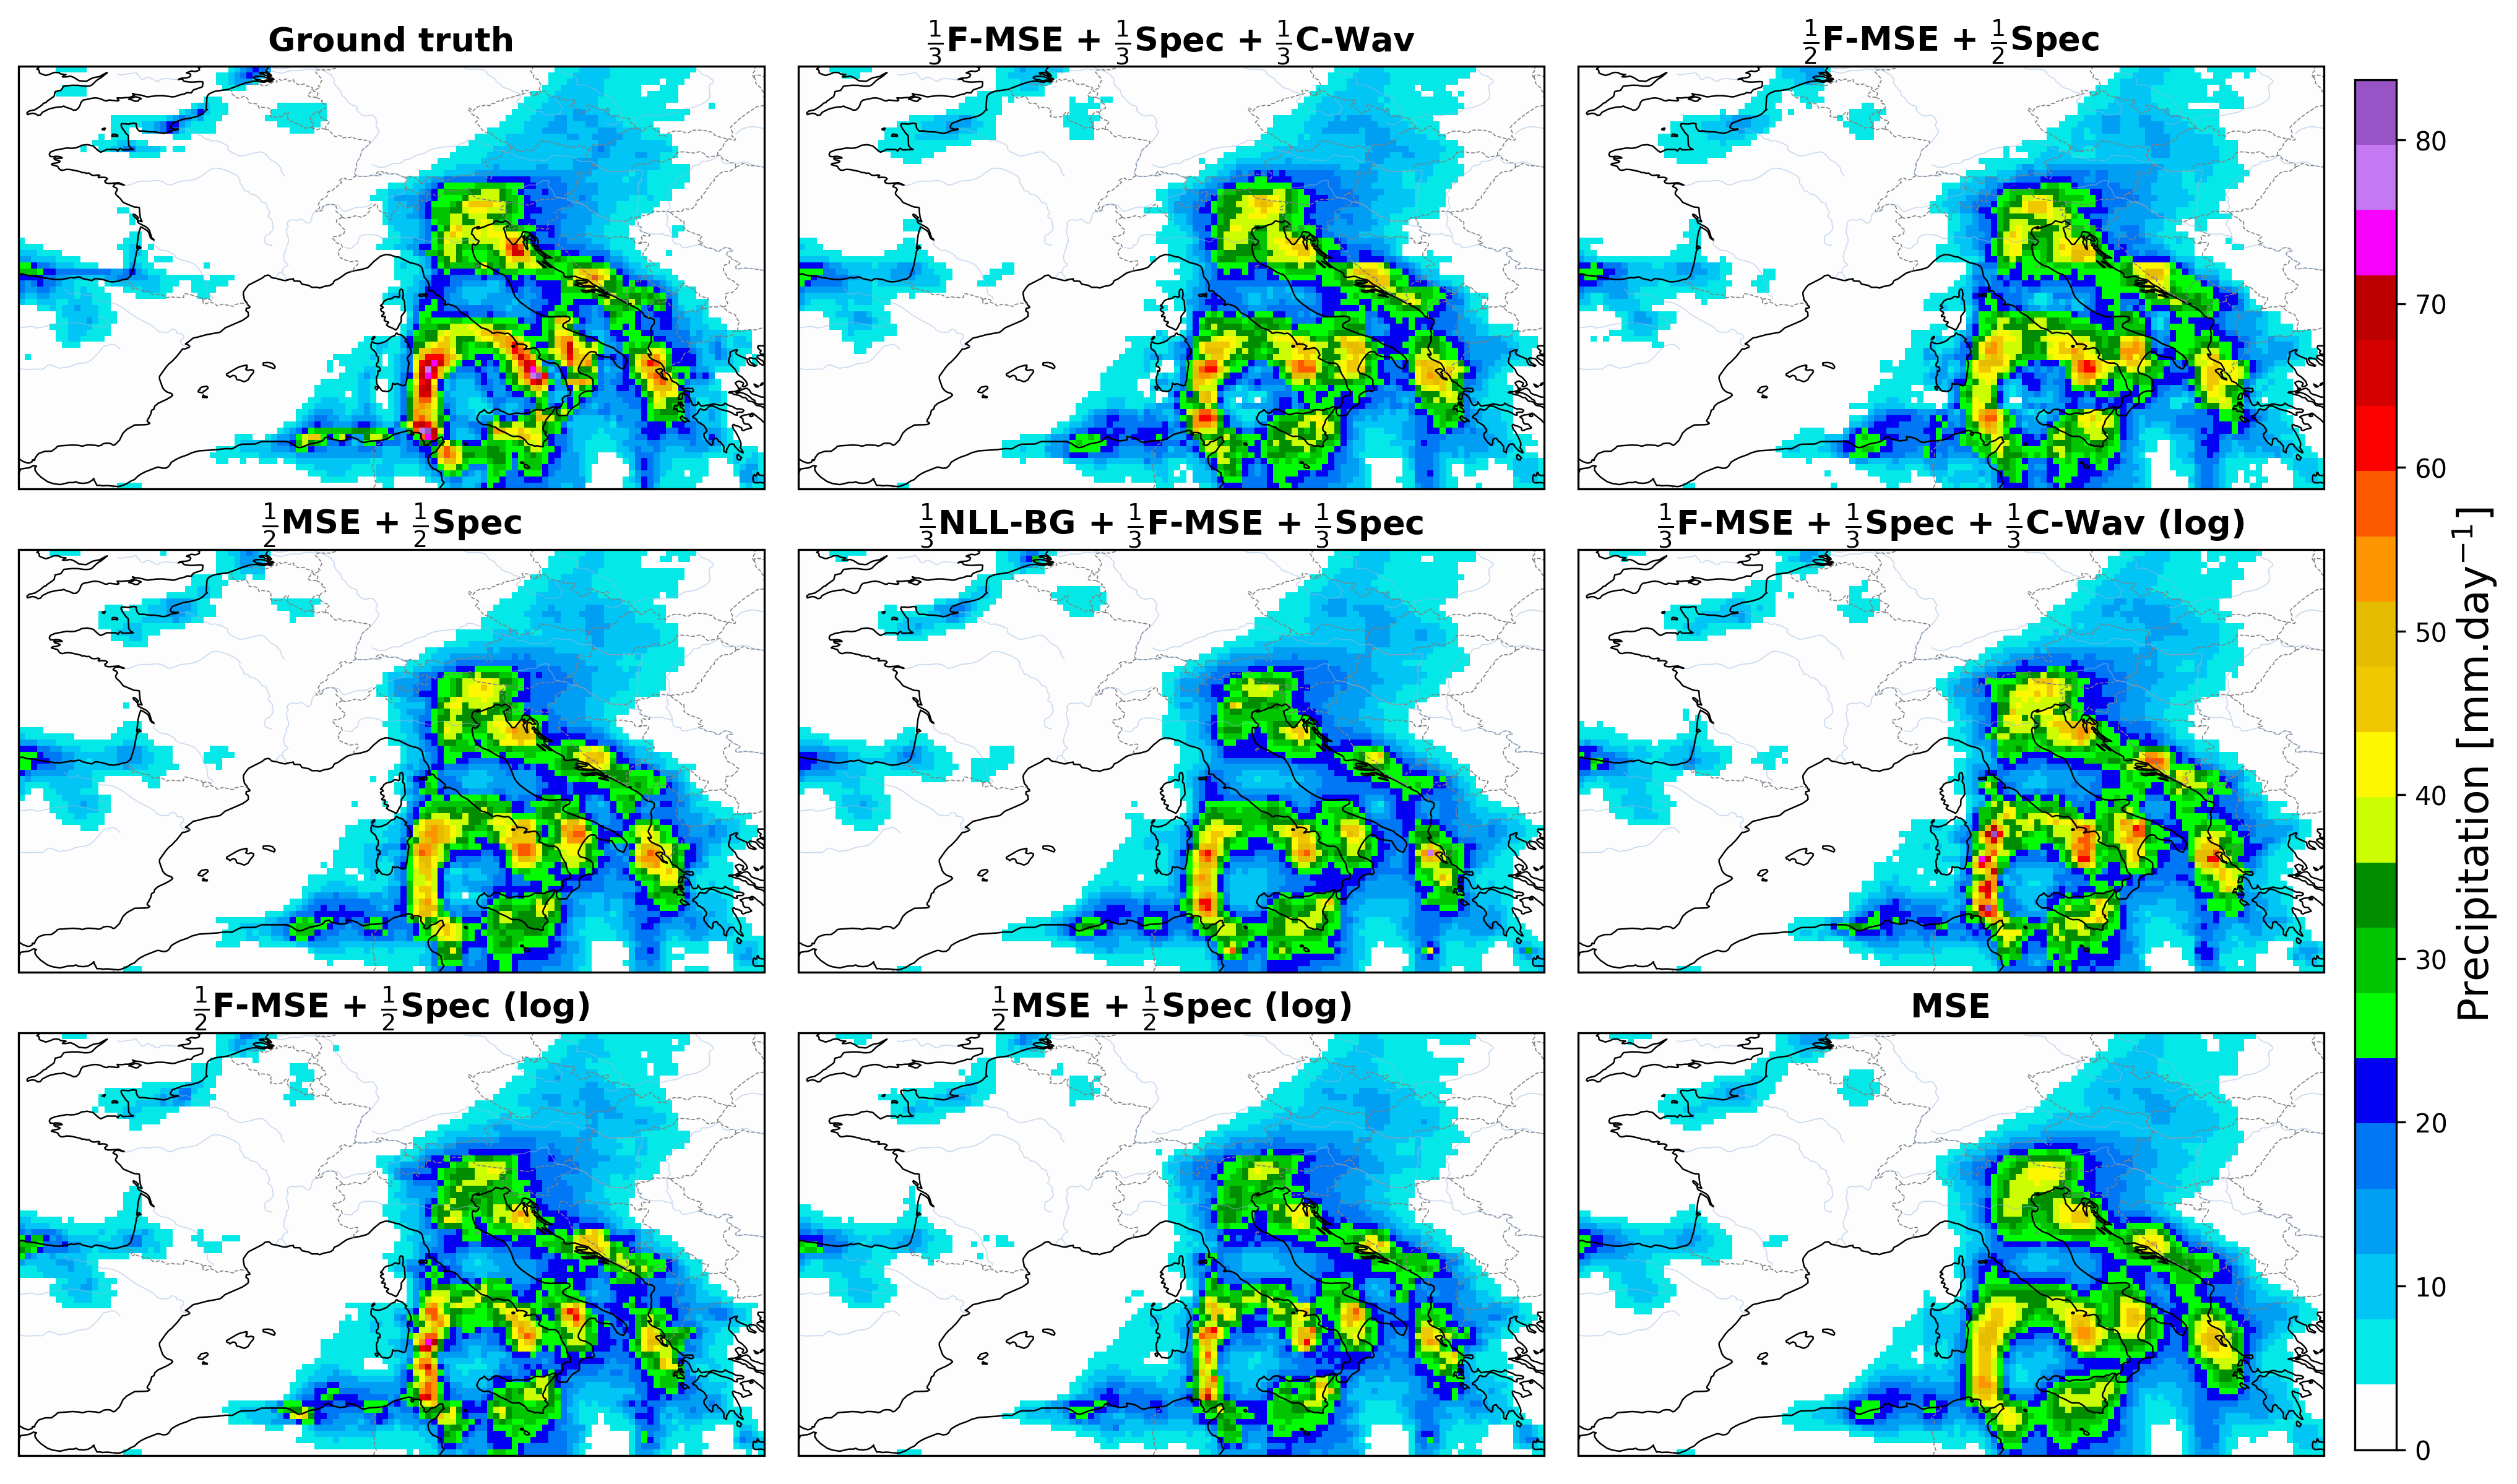 Ground truth
$\frac{1}{3}$F-MSE + $\frac{1}{3}$Spec + $\frac{1}{3}$C-Wav
$\frac{1}{2}$F-MSE + $\frac{1}{2}$Spec
$\frac{1}{2}$MSE + $\frac{1}{2}$Spec
$\frac{1}{3}$NLL-BG + $\frac{1}{3}$F-MSE + $\frac{1}{3}$Spec
$\frac{1}{3}$F-MSE + $\frac{1}{3}$Spec + $\frac{1}{3}$C-Wav (log)
$\frac{1}{2}$F-MSE + $\frac{1}{2}$Spec (log)
$\frac{1}{2}$MSE + $\frac{1}{2}$Spec (log)
MSE
80
70
60
50
40
30
20
10
0
Precipitation [mm.day$^{-1}$]